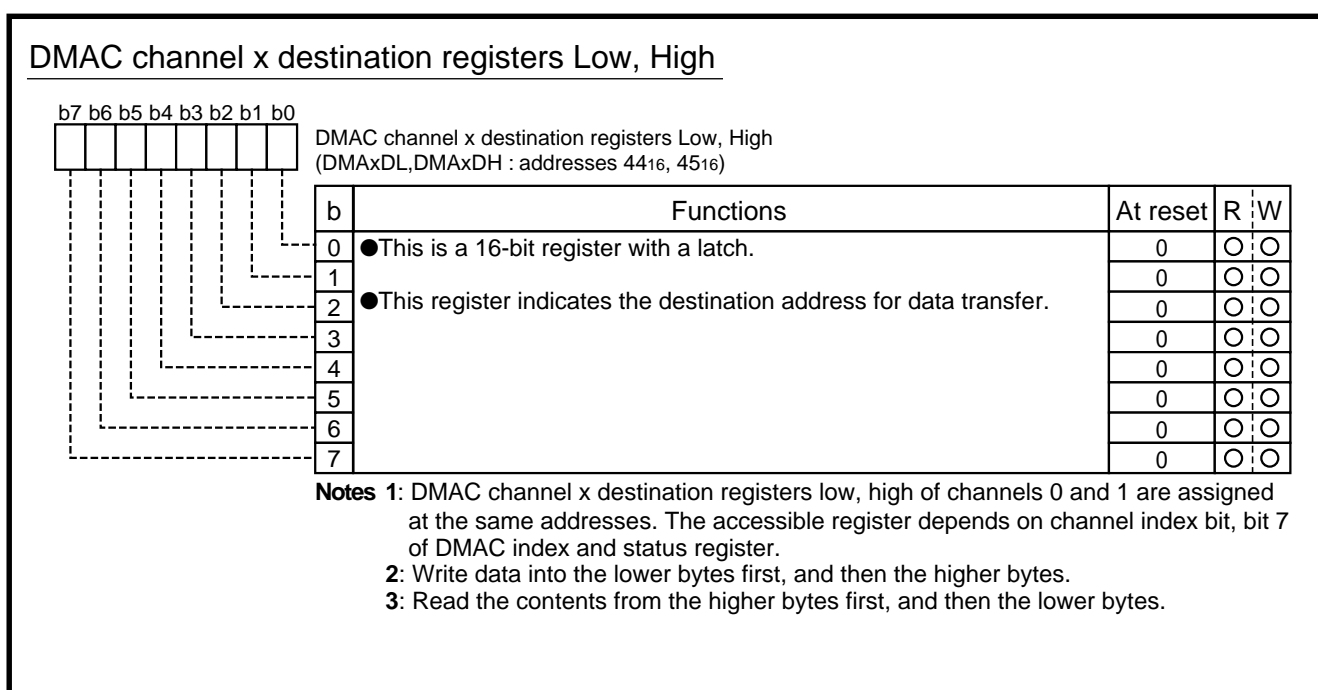 DMAC channel x destination registers Low, High
b7 b6 b5 b4 b3 b2 b1 b0
DMAC channel x destination registers Low, High
(DMAxDL,DMAxDH : addresses 4416, 4516)
b Functions At reset R W
0 ●This is a 16-bit register with a latch. 0 ○ ○
1 0 ○ ○
2 ●This register indicates the destination address for data transfer. 0 ○ ○
3 0 ○ ○
4 0 ○ ○
5 0 ○ ○
6 0 ○ ○
7 0 ○ ○
Notes 1: DMAC channel x destination registers low, high of channels 0 and 1 are assigned
at the same addresses. The accessible register depends on channel index bit, bit 7
of DMAC index and status register.
2: Write data into the lower bytes first, and then the higher bytes.
3: Read the contents from the higher bytes first, and then the lower bytes.